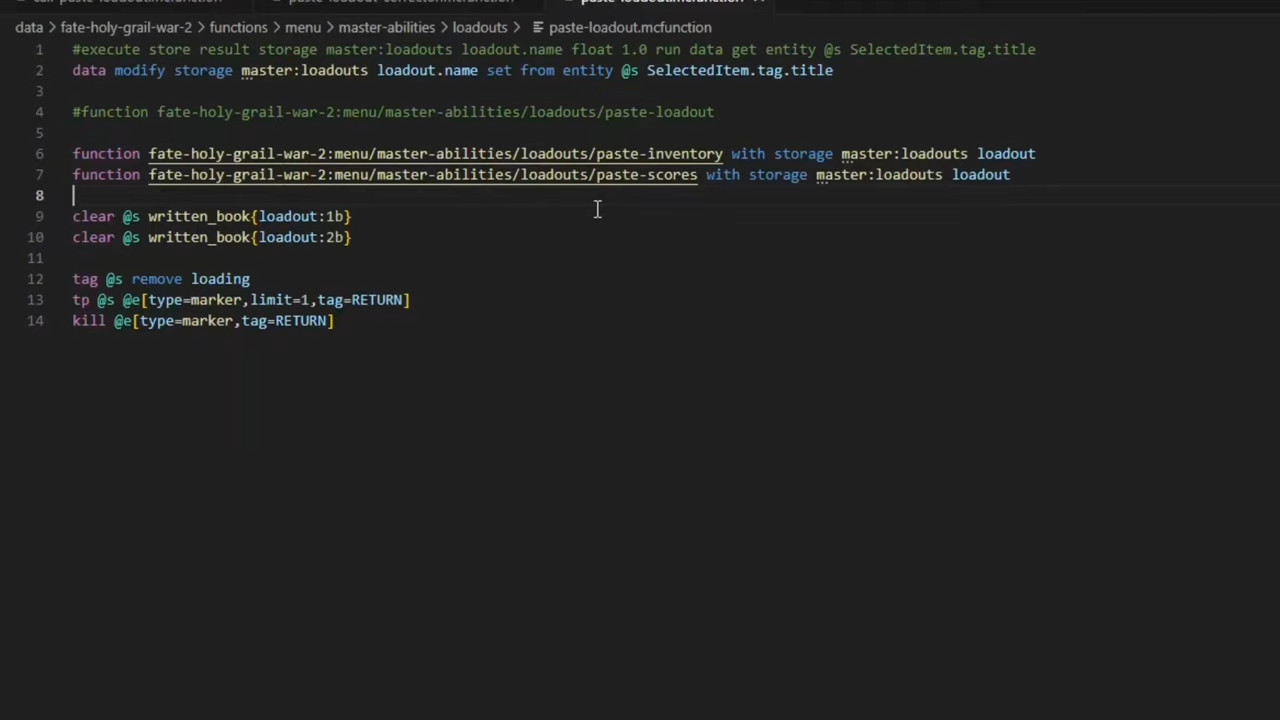 data > fate-holy-grail-war-2 > functions > menu > master-abilities > loadouts > paste-loadout.mcfunction
1 #execute store result storage master:loadouts loadout.name float 1.0 run data get entity @s SelectedItem.tag.title
2 data modify storage master:loadouts loadout.name set from entity @s SelectedItem.tag.title
3
4 #function fate-holy-grail-war-2:menu/master-abilities/loadouts/paste-loadout
5
6 function fate-holy-grail-war-2:menu/master-abilities/loadouts/paste-inventory with storage master:loadouts loadout
7 function fate-holy-grail-war-2:menu/master-abilities/loadouts/paste-scores with storage master:loadouts loadout
8
9 clear @s written_book{loadout:1b}
10 clear @s written_book{loadout:2b}
11
12 tag @s remove loading
13 tp @s @e[type=marker,limit=1,tag=RETURN]
14 kill @e[type=marker,tag=RETURN]